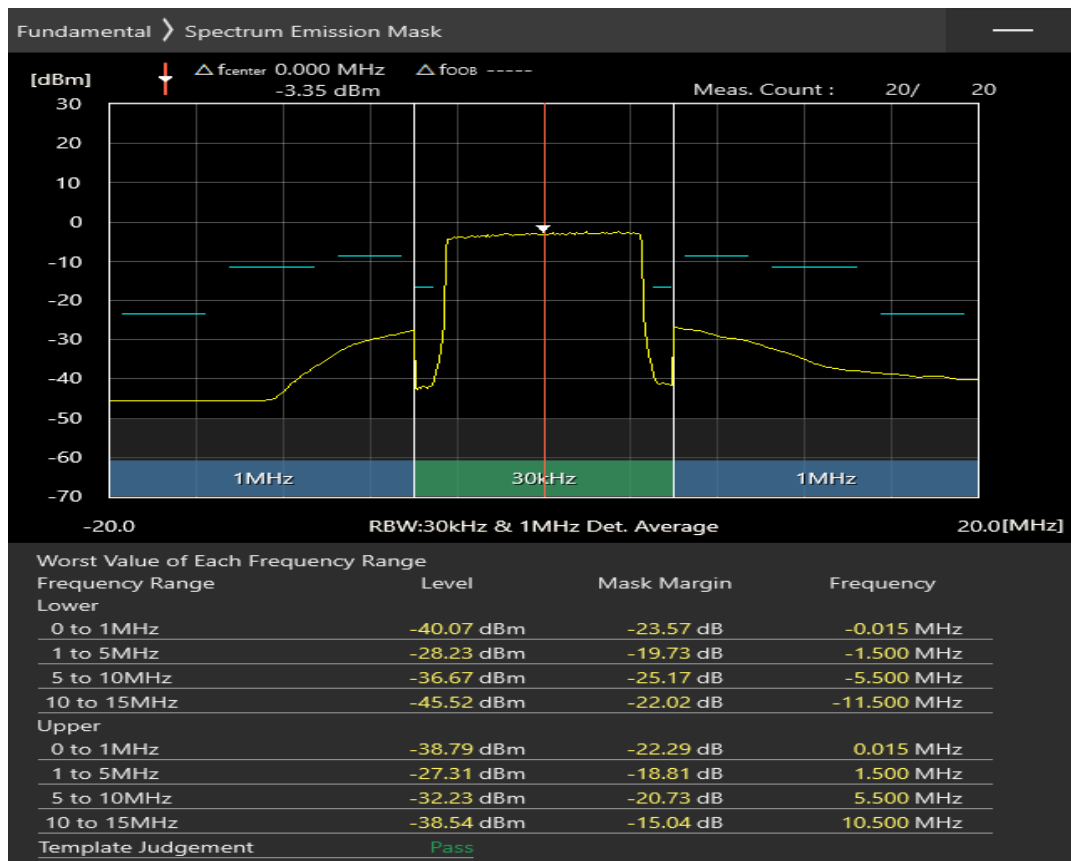 Fundamental ❯ Spectrum Emission Mask
[dBm] △ fcenter 0.000 MHz △ fOOB -----
-3.35 dBm Meas. Count : 20/ 20
30
20
10
0
-10
-20
-30
-40
-50
-60
1MHz 30kHz 1MHz
-70
-20.0 RBW:30kHz & 1MHz Det. Average 20.0[MHz]
Worst Value of Each Frequency Range
Frequency Range Level Mask Margin Frequency
Lower
0 to 1MHz -40.07 dBm -23.57 dB -0.015 MHz
1 to 5MHz -28.23 dBm -19.73 dB -1.500 MHz
5 to 10MHz -36.67 dBm -25.17 dB -5.500 MHz
10 to 15MHz -45.52 dBm -22.02 dB -11.500 MHz
Upper
0 to 1MHz -38.79 dBm -22.29 dB 0.015 MHz
1 to 5MHz -27.31 dBm -18.81 dB 1.500 MHz
5 to 10MHz -32.23 dBm -20.73 dB 5.500 MHz
10 to 15MHz -38.54 dBm -15.04 dB 10.500 MHz
Template Judgement Pass